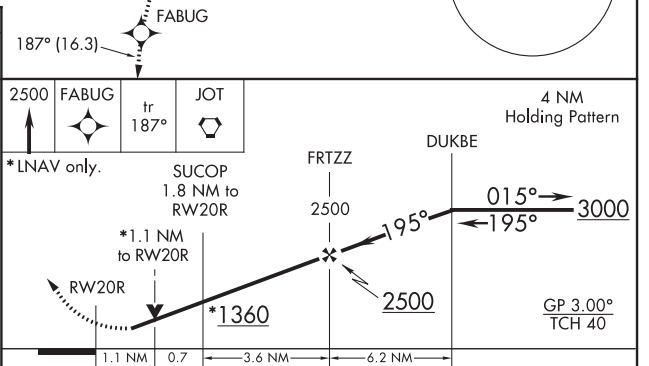 FABUG
187° (16.3)
2500
FABUG
tr
187°
JOT
4 NM
Holding Pattern
*LNAV only.
SUCOP
1.8 NM to
RW20R
FRTZZ
DUKBE
2500
015°
195°
195°
3000
*1.1 NM
to RW20R
RW20R
*1360
2500
GP 3.00°
TCH 40
1.1 NM
0.7
3.6 NM
6.2 NM